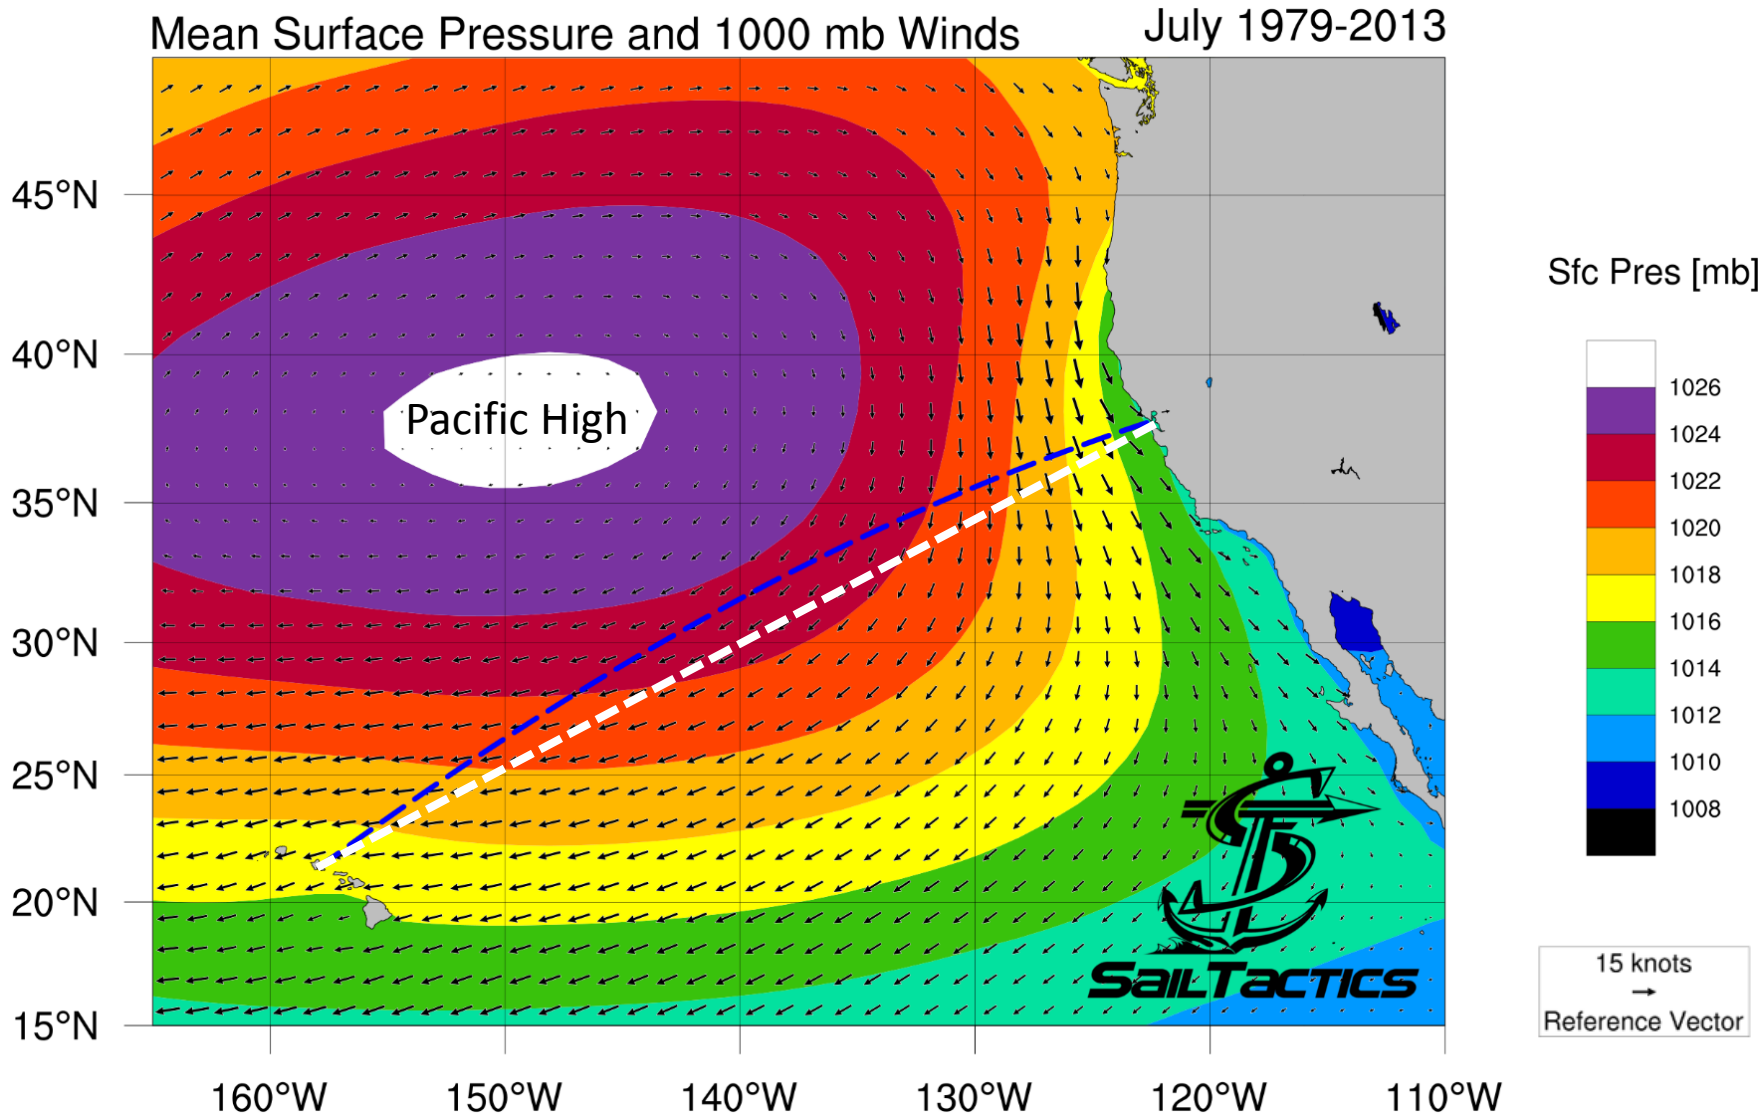 Mean Surface Pressure and 1000 mb Winds
July 1979-2013
45°N
40°N
35°N
30°N
25°N
20°N
15°N
Pacific High
SailTactics
160°W
150°W
140°W
130°W
120°W
110°W
Sfc Pres [mb]
1026
1024
1022
1020
1018
1016
1014
1012
1010
1008
15 knots
Reference Vector